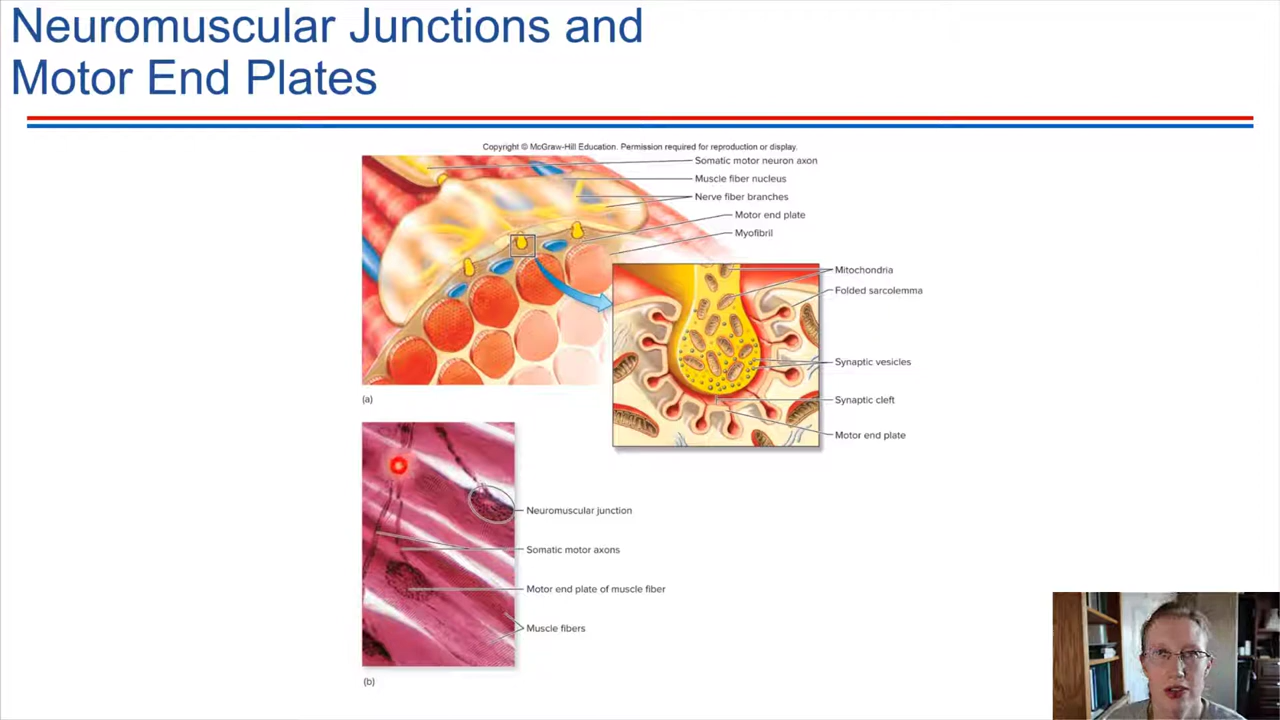 Neuromuscular Junctions and
Motor End Plates
Copyright © McGraw-Hill Education. Permission required for reproduction or display.
Somatic motor neuron axon
Muscle fiber nucleus
Nerve fiber branches
Motor end plate
Myofibril
Mitochondria
Folded sarcolemma
Synaptic vesicles
Synaptic cleft
Motor end plate
(a)
Neuromuscular junction
Somatic motor axons
Motor end plate of muscle fiber
Muscle fibers
(b)